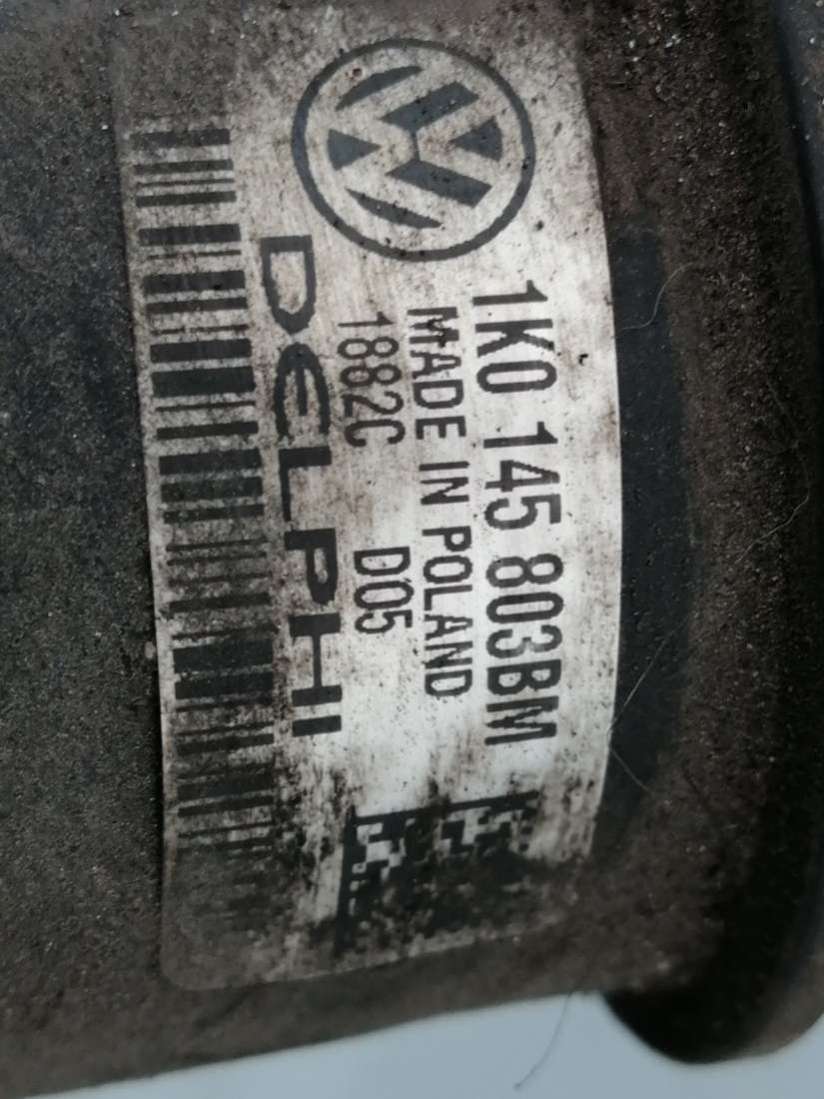 1K0 145 803BM
MADE IN POLAND
1882C D05
DELPHI